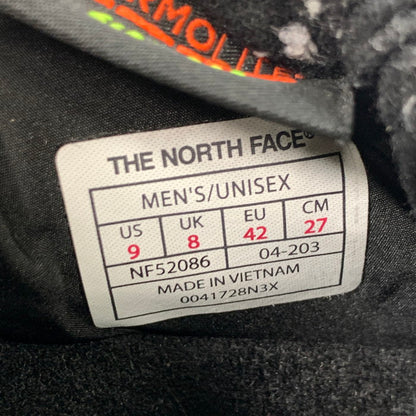 THE NORTH FACE®
MEN'S/UNISEX
US UK EU CM
9 8 42 27
NF52086 04-203
MADE IN VIETNAM
0041728N3X